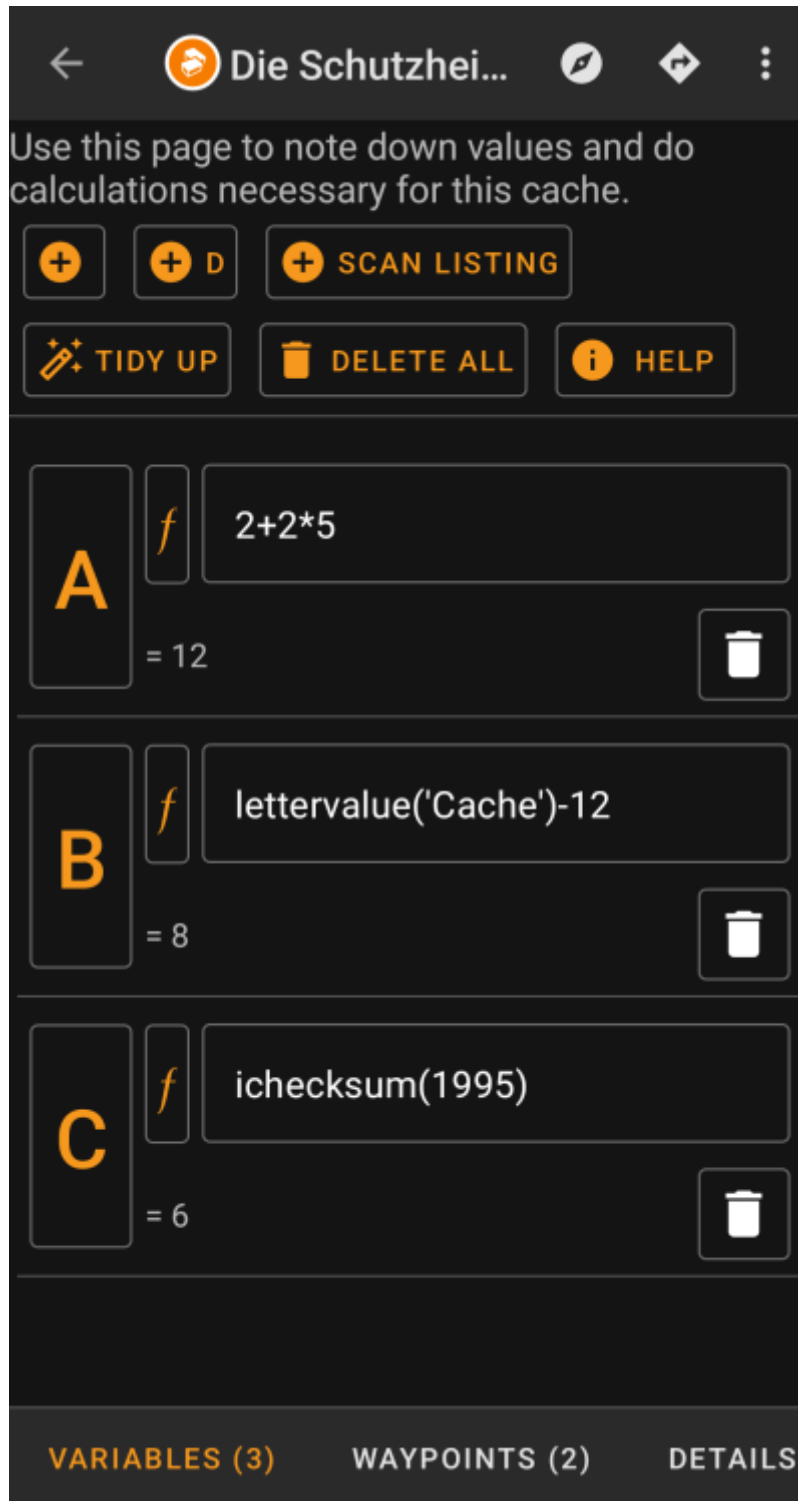 Die Schutzhei...
Use this page to note down values and do
calculations necessary for this cache.
D
SCAN LISTING
TIDY UP
DELETE ALL
HELP
A
f
2+2*5
= 12
B
f
lettervalue('Cache')-12
= 8
C
f
ichecksum(1995)
= 6
VARIABLES (3)
WAYPOINTS (2)
DETAILS